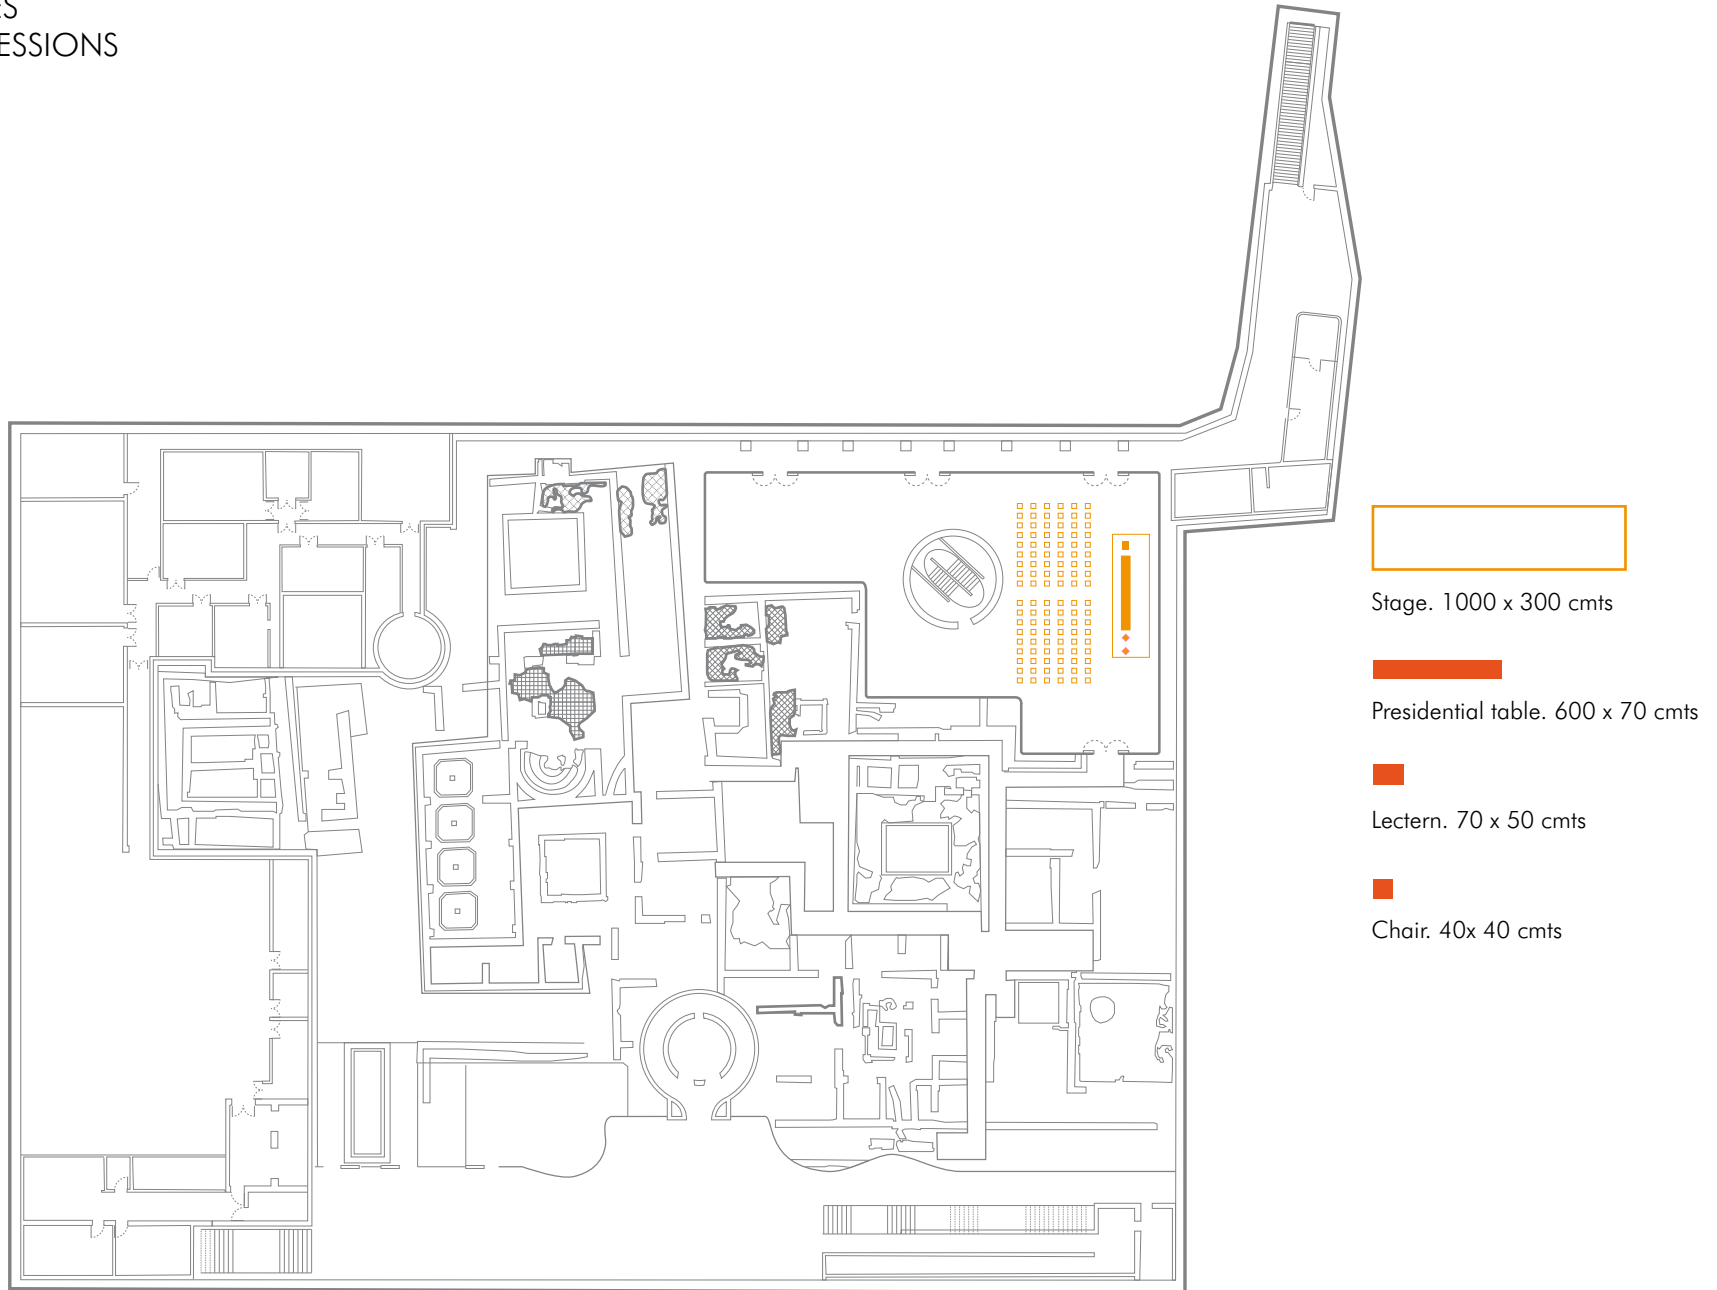 ESSIONS
Stage. 1000 x 300 cmts
Presidential table. 600 x 70 cmts
Lectern. 70 x 50 cmts
Chair. 40x 40 cmts